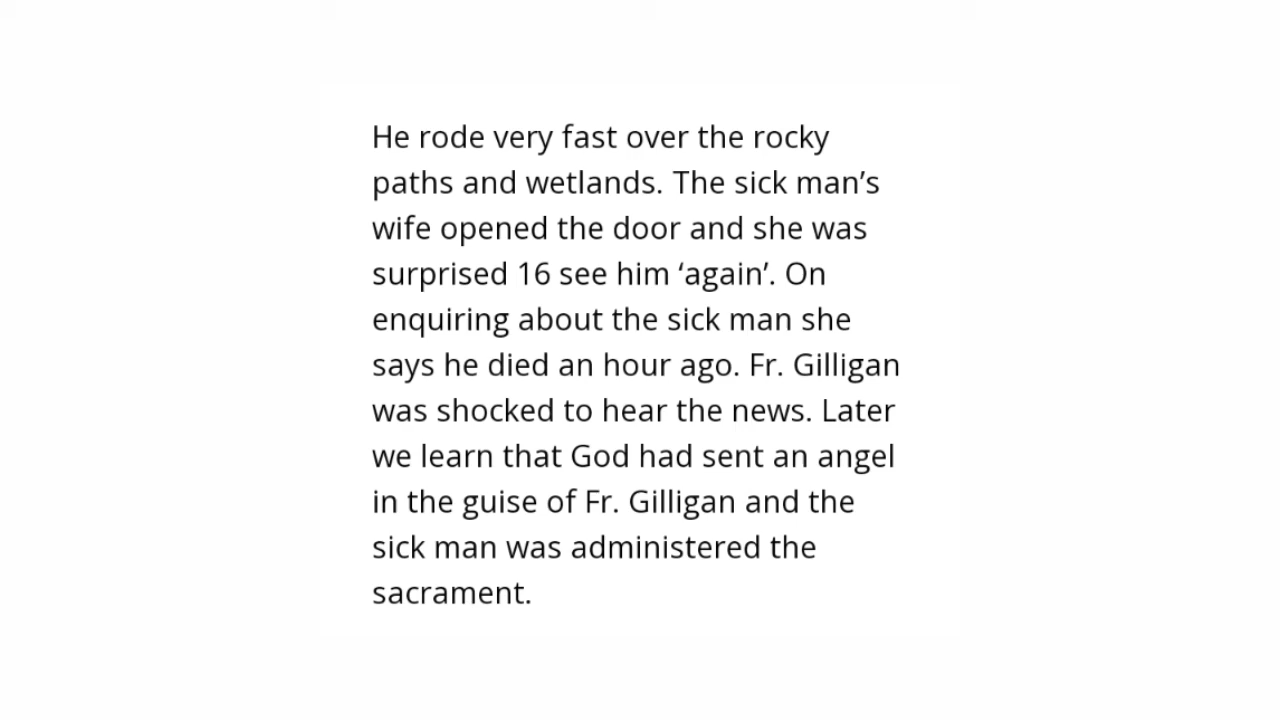 He rode very fast over the rocky
paths and wetlands. The sick man’s
wife opened the door and she was
surprised 16 see him ‘again’. On
enquiring about the sick man she
says he died an hour ago. Fr. Gilligan
was shocked to hear the news. Later
we learn that God had sent an angel
in the guise of Fr. Gilligan and the
sick man was administered the
sacrament.